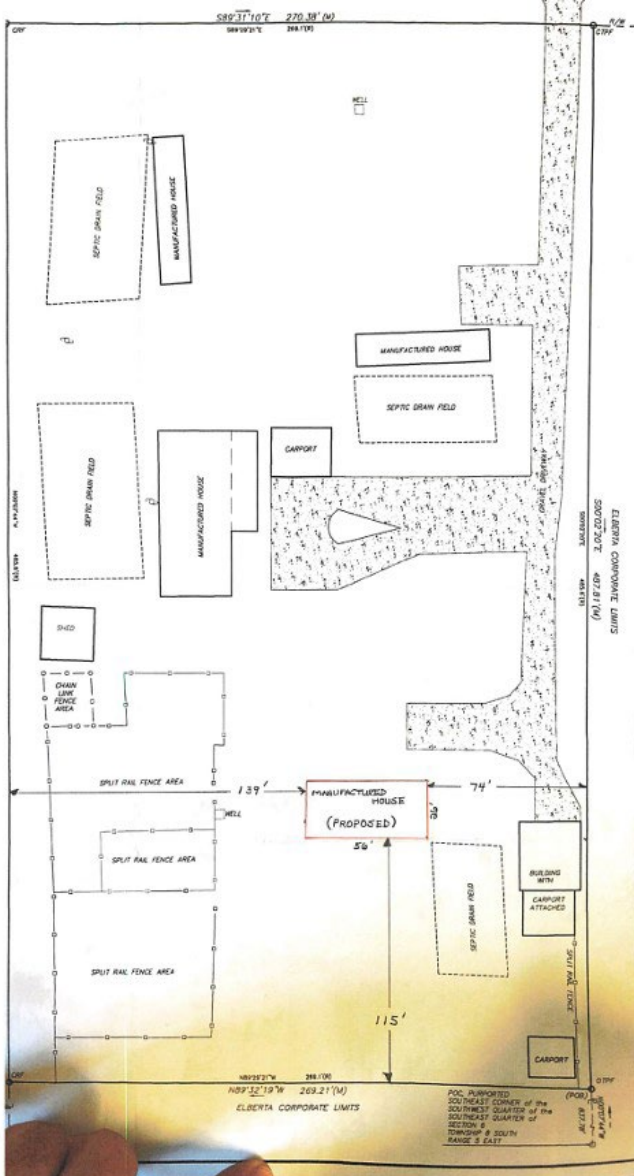 S89°31'10"E 270.38' (M)
R/W
CRF
CTPF
WELL
SEPTIC DRAIN FIELD
MANUFACTURED HOUSE
MANUFACTURED HOUSE
SEPTIC DRAIN FIELD
CARPORT
SEPTIC DRAIN FIELD
MANUFACTURED HOUSE
ELBERTA CORPORATE LIMITS
S00°02'20"E 487.81'(M)
SHED
CHAIN
LINK
FENCE
AREA
SPLIT RAIL FENCE AREA
139'
MANUFACTURED
HOUSE
(PROPOSED)
74'
26'
56'
WELL
SPLIT RAIL FENCE AREA
BUILDING
WITH
CARPORT
ATTACHED
SEPTIC DRAIN FIELD
SPLIT RAIL FENCE AREA
SPLIT RAIL FENCE
115'
CARPORT
CRF
OTPF
N89°32'19"W 269.21'(M)
ELBERTA CORPORATE LIMITS
POC, PURPORTED
SOUTHEAST CORNER of the
SOUTHWEST QUARTER of the
SOUTHEAST QUARTER of
SECTION 6
TOWNSHIP 8 SOUTH
RANGE 5 EAST
(POB)